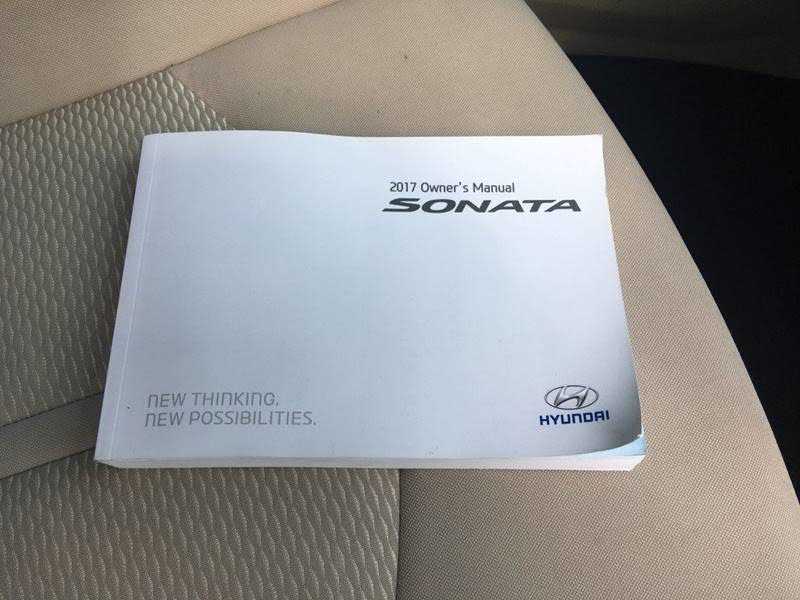 2017 Owner's Manual
SONATA
NEW THINKING.
NEW POSSIBILITIES.
HYUNDAI